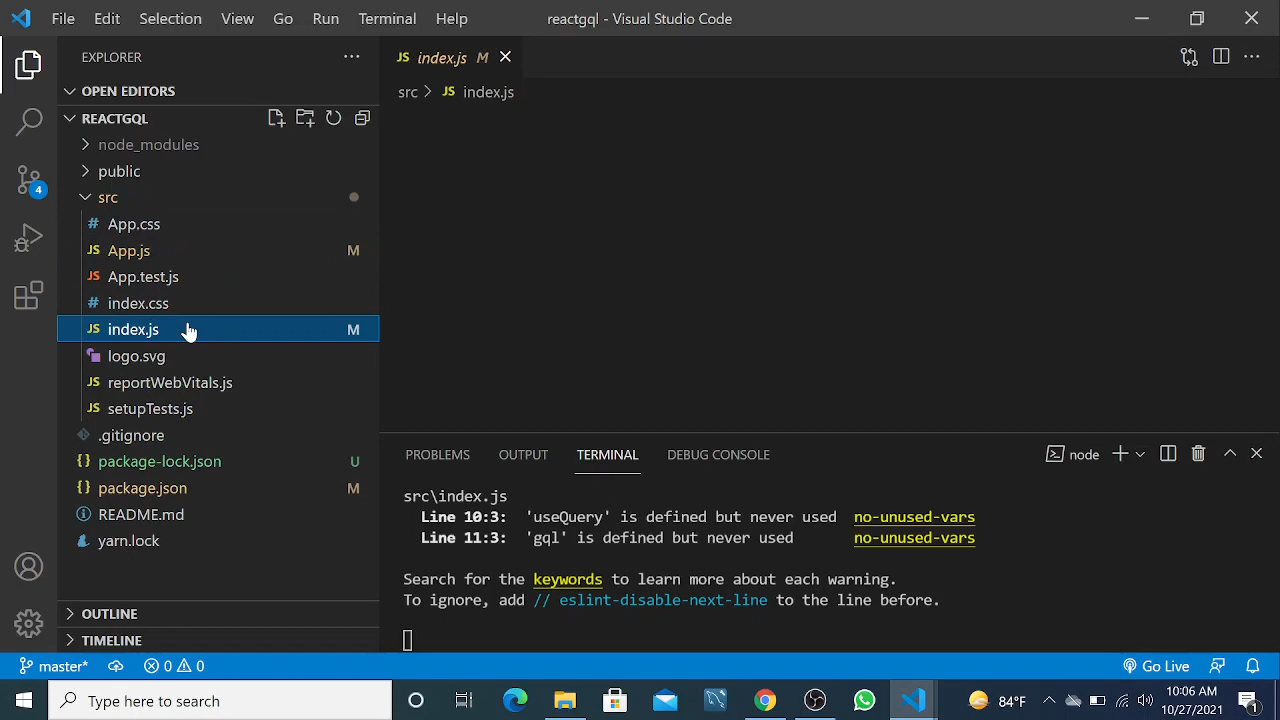 File Edit Selection View Go Run Terminal Help reactgql - Visual Studio Code
EXPLORER
OPEN EDITORS
REACTGQL
node_modules
public
src
# App.css
JS App.js M
JS App.test.js
# index.css
JS index.js M
logo.svg
JS reportWebVitals.js
JS setupTests.js
.gitignore
{} package-lock.json U
{} package.json M
README.md
yarn.lock
OUTLINE
TIMELINE
4
JS index.js M
src > JS index.js
PROBLEMS OUTPUT TERMINAL DEBUG CONSOLE node
src\index.js
Line 10:3: 'useQuery' is defined but never used no-unused-vars
Line 11:3: 'gql' is defined but never used no-unused-vars
Search for the keywords to learn more about each warning.
To ignore, add // eslint-disable-next-line to the line before.
master* 0 0 Go Live
Type here to search 84°F 10:06 AM
10/27/2021 1